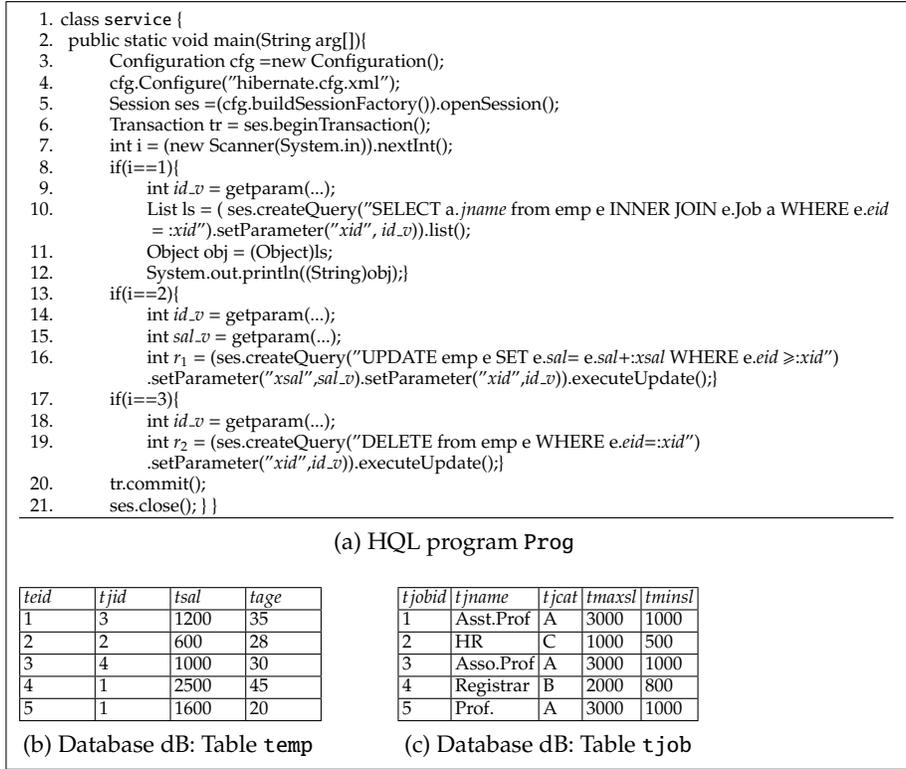 1. class service {
2. public static void main(String arg[]){
3. Configuration cfg =new Configuration();
4. cfg.Configure(”hibernate.cfg.xml”);
5. Session ses =(cfg.buildSessionFactory()).openSession();
6. Transaction tr = ses.beginTransaction();
7. int i = (new Scanner(System.in)).nextInt();
8. if(i==1){
9. int id_v = getparam(...);
10. List ls = ( ses.createQuery(”SELECT a.jname from emp e INNER JOIN e.Job a WHERE e.eid
= :xid”).setParameter(”xid”, id_v)).list();
11. Object obj = (Object)ls;
12. System.out.println((String)obj);}
13. if(i==2){
14. int id_v = getparam(...);
15. int sal_v = getparam(...);
16. int r₁ = (ses.createQuery(”UPDATE emp e SET e.sal= e.sal+:xsal WHERE e.eid ⩾:xid”)
.setParameter(”xsal”,sal_v).setParameter(”xid”,id_v)).executeUpdate();}
17. if(i==3){
18. int id_v = getparam(...);
19. int r₂ = (ses.createQuery(”DELETE from emp e WHERE e.eid=:xid”)
.setParameter(”xid”,id_v)).executeUpdate();}
20. tr.commit();
21. ses.close(); } }
(a) HQL program Prog
teid tjid tsal tage
1 3 1200 35
2 2 600 28
3 4 1000 30
4 1 2500 45
5 1 1600 20
(b) Database dB: Table temp
tjobid tjname tjcat tmaxsl tminsl
1 Asst.Prof A 3000 1000
2 HR C 1000 500
3 Asso.Prof A 3000 1000
4 Registrar B 2000 800
5 Prof. A 3000 1000
(c) Database dB: Table tjob